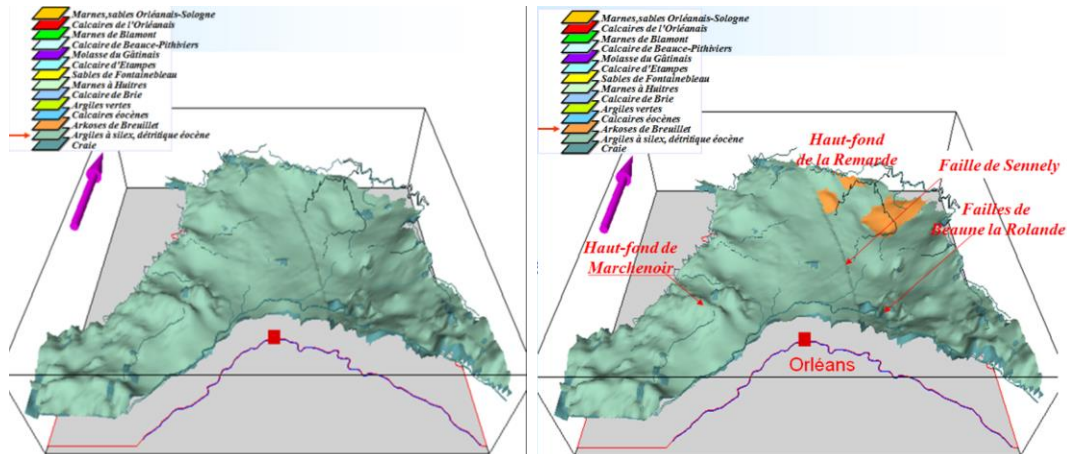 Marnes,sables Orléanais-Sologne
Calcaires de l'Orléanais
Marnes de Blamont
Calcaire de Beauce-Pithiviers
Molasse du Gâtinais
Calcaire d'Etampes
Sables de Fontainebleau
Marnes à Huitres
Calcaire de Brie
Argiles vertes
Calcaires éocènes
Arkoses de Breuillet
Argiles à silex, détritique éocène
Craie
Marnes,sables Orléanais-Sologne
Calcaires de l'Orléanais
Marnes de Blamont
Calcaire de Beauce-Pithiviers
Molasse du Gâtinais
Calcaire d'Etampes
Sables de Fontainebleau
Marnes à Huitres
Calcaire de Brie
Argiles vertes
Calcaires éocènes
Arkoses de Breuillet
Argiles à silex, détritique éocène
Craie
Haut-fond
de la Remarde
Faille de Sennely
Failles de
Beaune la Rolande
Haut-fond de
Marchenoir
Orléans